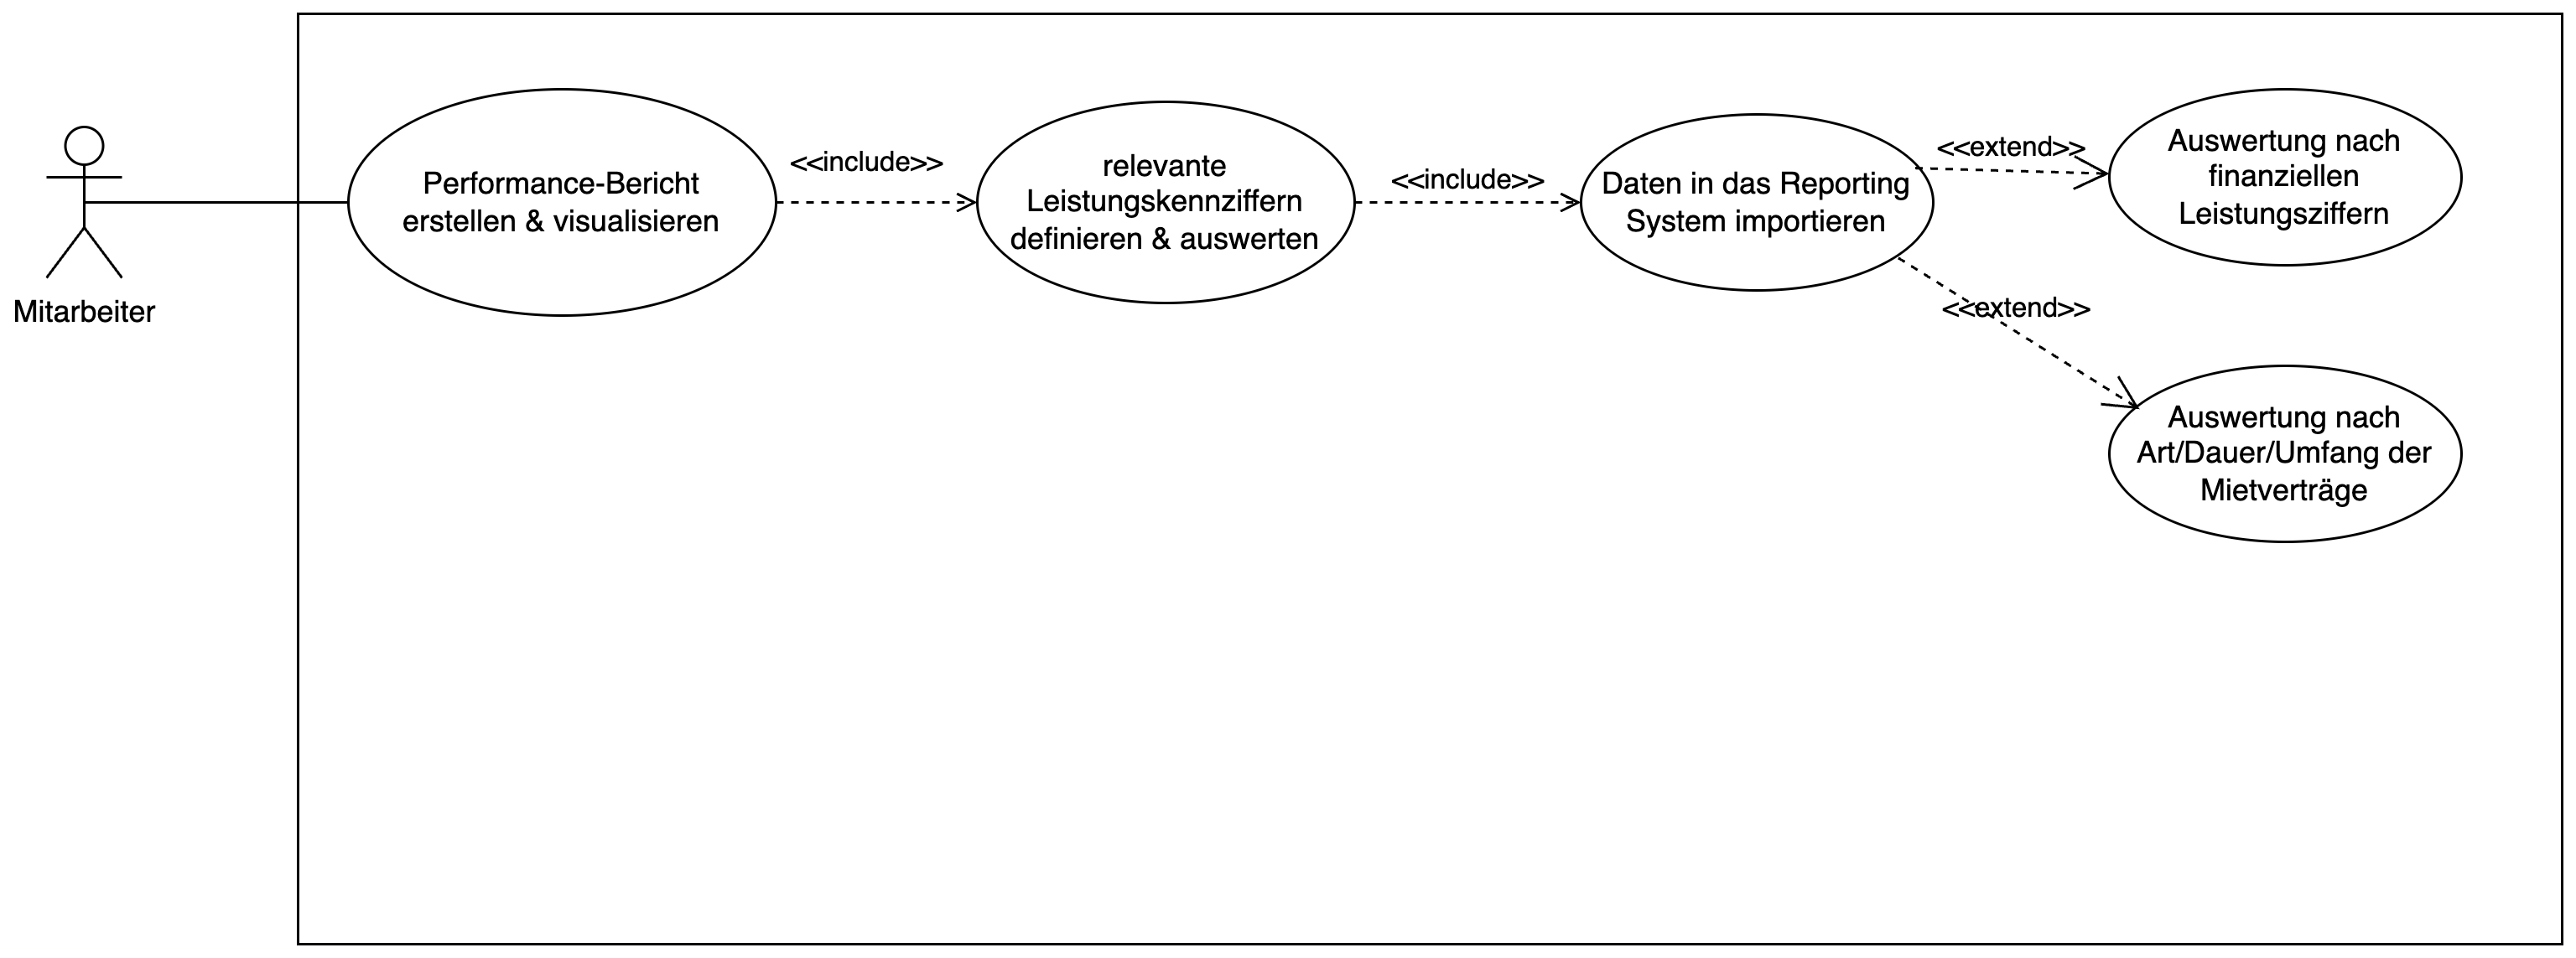 Mitarbeiter
Performance-Bericht
erstellen & visualisieren
<<include>>
relevante
Leistungskennziffern
definieren & auswerten
<<include>>
Daten in das Reporting
System importieren
<<extend>>
Auswertung nach
finanziellen
Leistungsziffern
<<extend>>
Auswertung nach
Art/Dauer/Umfang der
Mietverträge